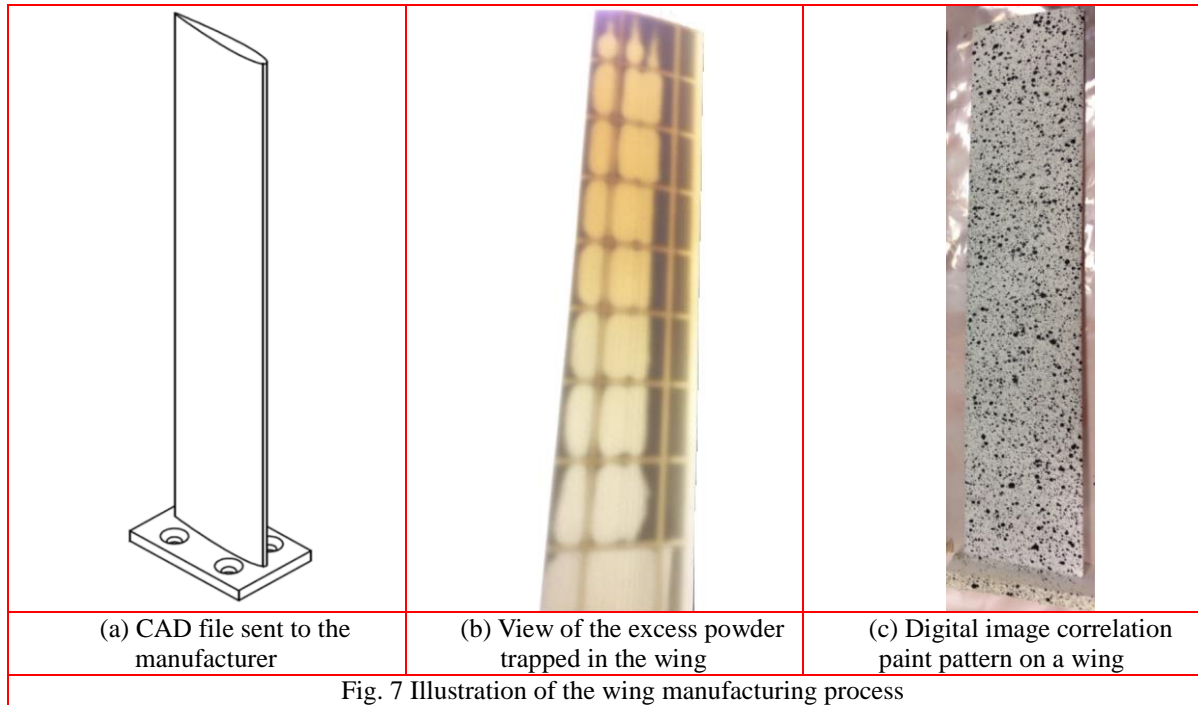 (a) CAD file sent to the
manufacturer
(b) View of the excess powder
trapped in the wing
(c) Digital image correlation
paint pattern on a wing
Fig. 7 Illustration of the wing manufacturing process